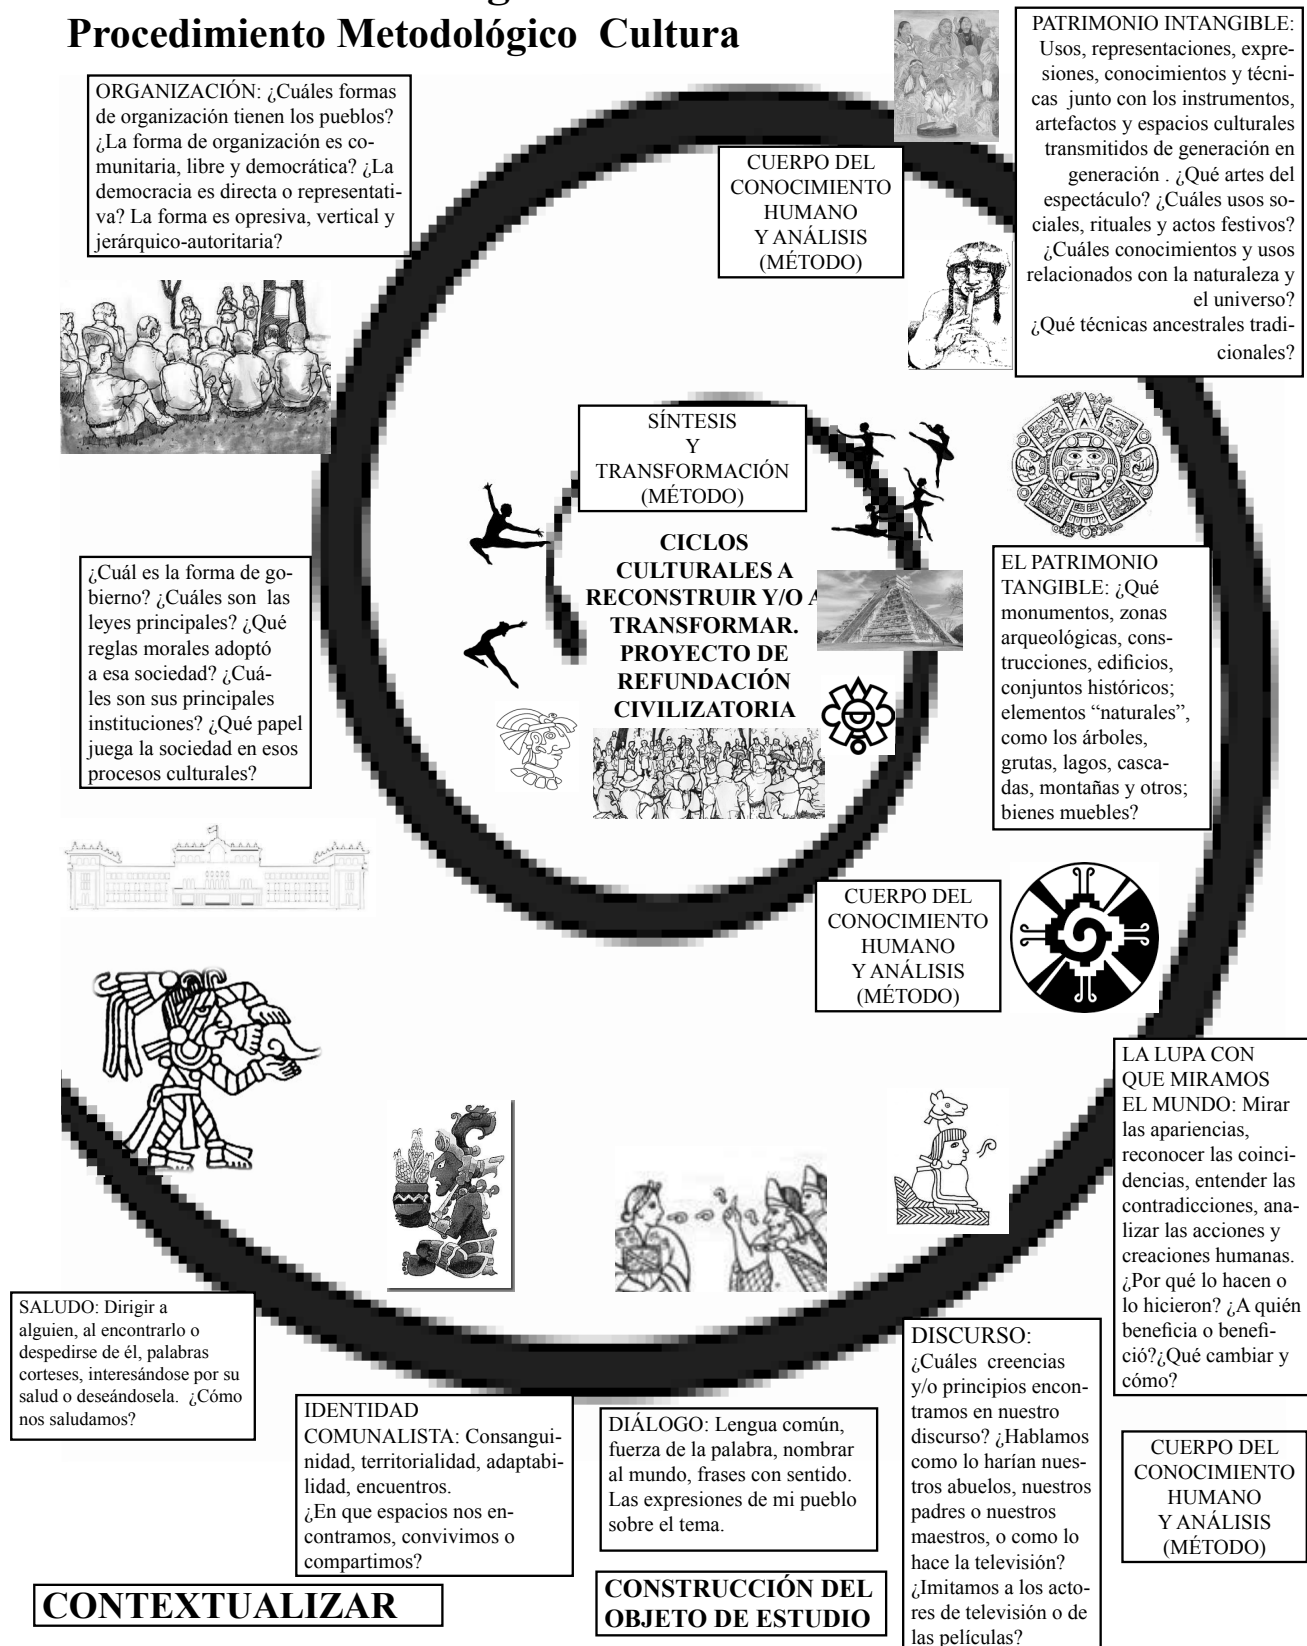 Procedimiento Metodológico Cultura
ORGANIZACIÓN: ¿Cuáles formas
de organización tienen los pueblos?
¿La forma de organización es co-
munitaria, libre y democrática? ¿La
democracia es directa o representati-
va? La forma es opresiva, vertical y
jerárquico-autoritaria?
CUERPO DEL
CONOCIMIENTO
HUMANO
Y ANÁLISIS
(MÉTODO)
PATRIMONIO INTANGIBLE:
Usos, representaciones, expre-
siones, conocimientos y técni-
cas junto con los instrumentos,
artefactos y espacios culturales
transmitidos de generación en
generación . ¿Qué artes del
espectáculo? ¿Cuáles usos so-
ciales, rituales y actos festivos?
¿Cuáles conocimientos y usos
relacionados con la naturaleza y
el universo?
¿Qué técnicas ancestrales tradi-
cionales?
SÍNTESIS
Y
TRANSFORMACIÓN
(MÉTODO)
CICLOS
CULTURALES A
RECONSTRUIR Y/O A
TRANSFORMAR.
PROYECTO DE
REFUNDACIÓN
CIVILIZATORIA
¿Cuál es la forma de go-
bierno? ¿Cuáles son las
leyes principales? ¿Qué
reglas morales adoptó
a esa sociedad? ¿Cuá-
les son sus principales
instituciones? ¿Qué papel
juega la sociedad en esos
procesos culturales?
EL PATRIMONIO
TANGIBLE: ¿Qué
monumentos, zonas
arqueológicas, cons-
trucciones, edificios,
conjuntos históricos;
elementos “naturales”,
como los árboles,
grutas, lagos, casca-
das, montañas y otros;
bienes muebles?
CUERPO DEL
CONOCIMIENTO
HUMANO
Y ANÁLISIS
(MÉTODO)
LA LUPA CON
QUE MIRAMOS
EL MUNDO: Mirar
las apariencias,
reconocer las coinci-
dencias, entender las
contradicciones, ana-
lizar las acciones y
creaciones humanas.
¿Por qué lo hacen o
lo hicieron? ¿A quién
beneficia o benefi-
ció?¿Qué cambiar y
cómo?
SALUDO: Dirigir a
alguien, al encontrarlo o
despedirse de él, palabras
corteses, interesándose por su
salud o deseándosela. ¿Cómo
nos saludamos?
IDENTIDAD
COMUNALISTA: Consangui-
nidad, territorialidad, adaptabi-
lidad, encuentros.
¿En que espacios nos en-
contramos, convivimos o
compartimos?
DIÁLOGO: Lengua común,
fuerza de la palabra, nombrar
al mundo, frases con sentido.
Las expresiones de mi pueblo
sobre el tema.
DISCURSO:
¿Cuáles creencias
y/o principios encon-
tramos en nuestro
discurso? ¿Hablamos
como lo harían nues-
tros abuelos, nuestros
padres o nuestros
maestros, o como lo
hace la televisión?
¿Imitamos a los acto-
res de televisión o de
las películas?
CUERPO DEL
CONOCIMIENTO
HUMANO
Y ANÁLISIS
(MÉTODO)
CONTEXTUALIZAR
CONSTRUCCIÓN DEL
OBJETO DE ESTUDIO